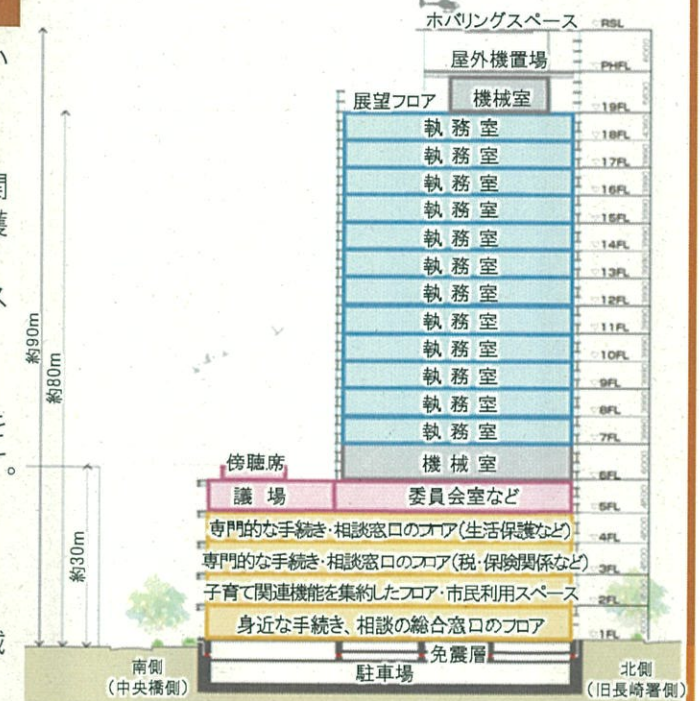 ホバリングスペース
RSL
屋外機置場
PHFL
展望フロア
機械室
19FL
執務室
18FL
執務室
17FL
執務室
16FL
執務室
15FL
執務室
14FL
執務室
13FL
執務室
12FL
執務室
11FL
執務室
10FL
執務室
9FL
執務室
8FL
執務室
7FL
機械室
6FL
傍聴席
議場
委員会室など
5FL
専門的な手続き・相談窓口のフロア(生活保護など)
4FL
専門的な手続き・相談窓口のフロア(税・保険関係など)
3FL
子育て関連機能を集約したフロア・市民利用スペース
2FL
身近な手続き、相談の総合窓口のフロア
1FL
免震層
駐車場
南側
(中央橋側)
北側
(旧長崎署側)
約90m
約80m
約30m